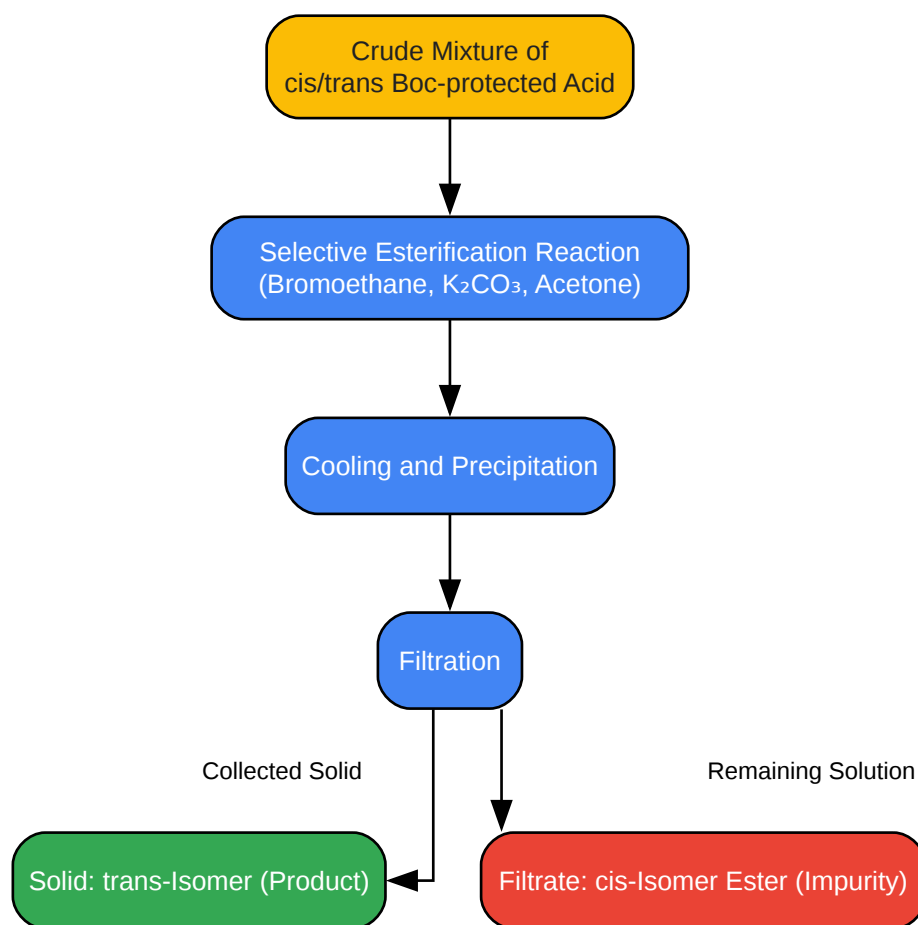 Crude Mixture of
cis/trans Boc-protected Acid
Selective Esterification Reaction
(Bromoethane, K₂CO₃, Acetone)
Cooling and Precipitation
Filtration
Collected Solid
Remaining Solution
Solid: trans-Isomer (Product)
Filtrate: cis-Isomer Ester (Impurity)